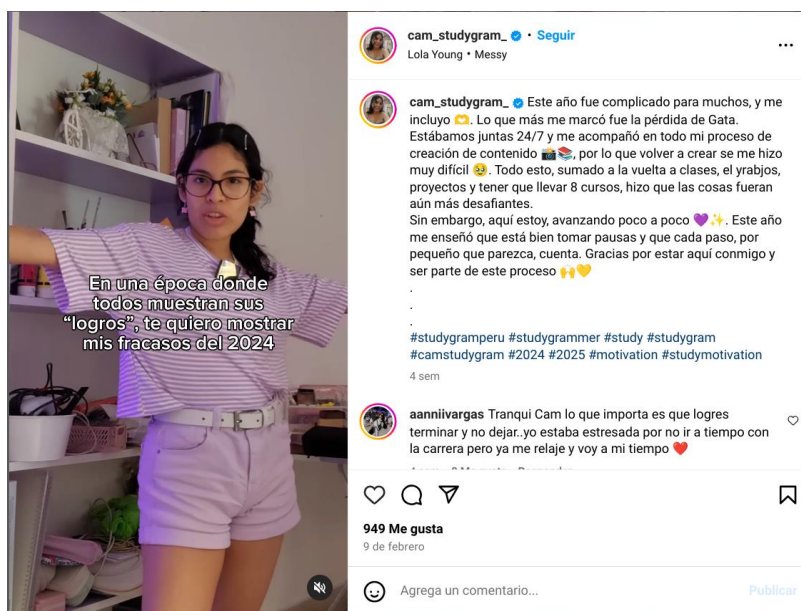 cam_studygram_ • Seguir
Lola Young • Messy
cam_studygram_ Este año fue complicado para muchos, y me
incluyo 🫶. Lo que más me marcó fue la pérdida de Gata.
Estábamos juntas 24/7 y me acompañó en todo mi proceso de
creación de contenido 📸📚, por lo que volver a crear se me hizo
muy difícil 🥹. Todo esto, sumado a la vuelta a clases, el yrabjos,
proyectos y tener que llevar 8 cursos, hizo que las cosas fueran
aún más desafiantes.
Sin embargo, aquí estoy, avanzando poco a poco 💜✨. Este año
me enseñó que está bien tomar pausas y que cada paso, por
pequeño que parezca, cuenta. Gracias por estar aquí conmigo y
ser parte de este proceso 🙌💛
.
.
.
#studygramperu #studygrammer #study #studygram
#camstudygram #2024 #2025 #motivation #studymotivation
4 sem
aanniivargas Tranqui Cam lo que importa es que logres
terminar y no dejar..yo estaba estresada por no ir a tiempo con
la carrera pero ya me relaje y voy a mi tiempo ❤️
949 Me gusta
9 de febrero
Agrega un comentario...
Publicar
En una época donde
todos muestran sus
“logros”, te quiero mostrar
mis fracasos del 2024